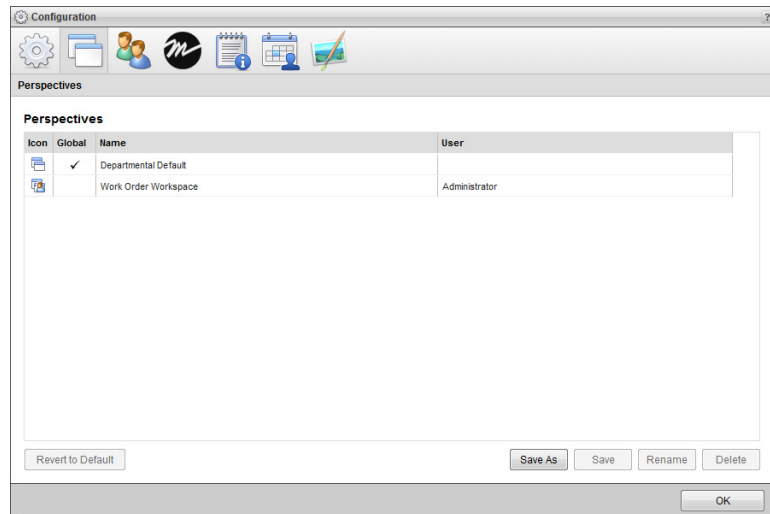 Configuration ?
Perspectives
Perspectives
Icon Global Name User
Departmental Default
Work Order Workspace Administrator
Revert to Default Save As Save Rename Delete
OK